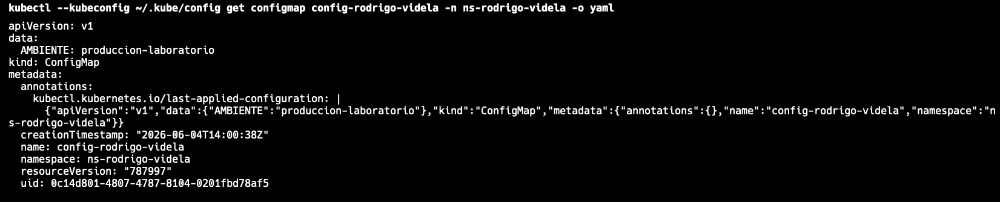 kubectl --kubeconfig ~/.kube/config get configmap config-rodrigo-videla -n ns-rodrigo-videla -o yaml
apiVersion: v1
data:
  AMBIENTE: produccion-laboratorio
kind: ConfigMap
metadata:
  annotations:
    kubectl.kubernetes.io/last-applied-configuration: |
      {"apiVersion":"v1","data":{"AMBIENTE":"produccion-laboratorio"},"kind":"ConfigMap","metadata":{"annotations":{},"name":"config-rodrigo-videla","namespace":"n
s-rodrigo-videla"}}
  creationTimestamp: "2026-06-04T14:00:38Z"
  name: config-rodrigo-videla
  namespace: ns-rodrigo-videla
  resourceVersion: "787997"
  uid: 0c14d801-4807-4787-8104-0201fbd78af5